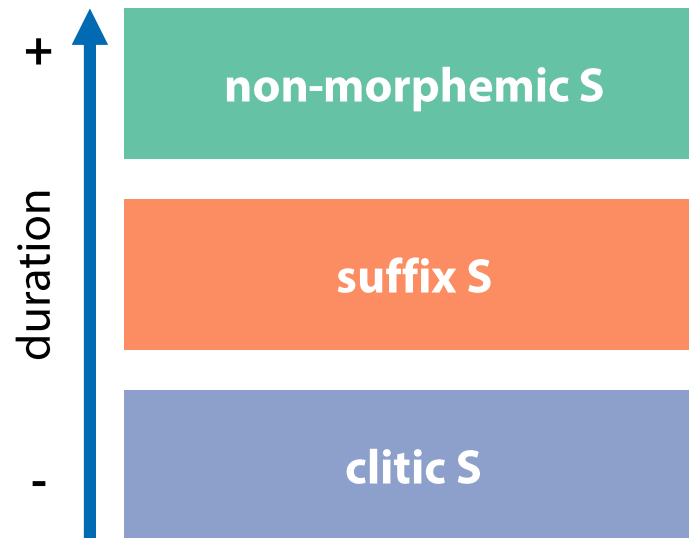 +
non-morphemic S
duration
suffix S
-
clitic S